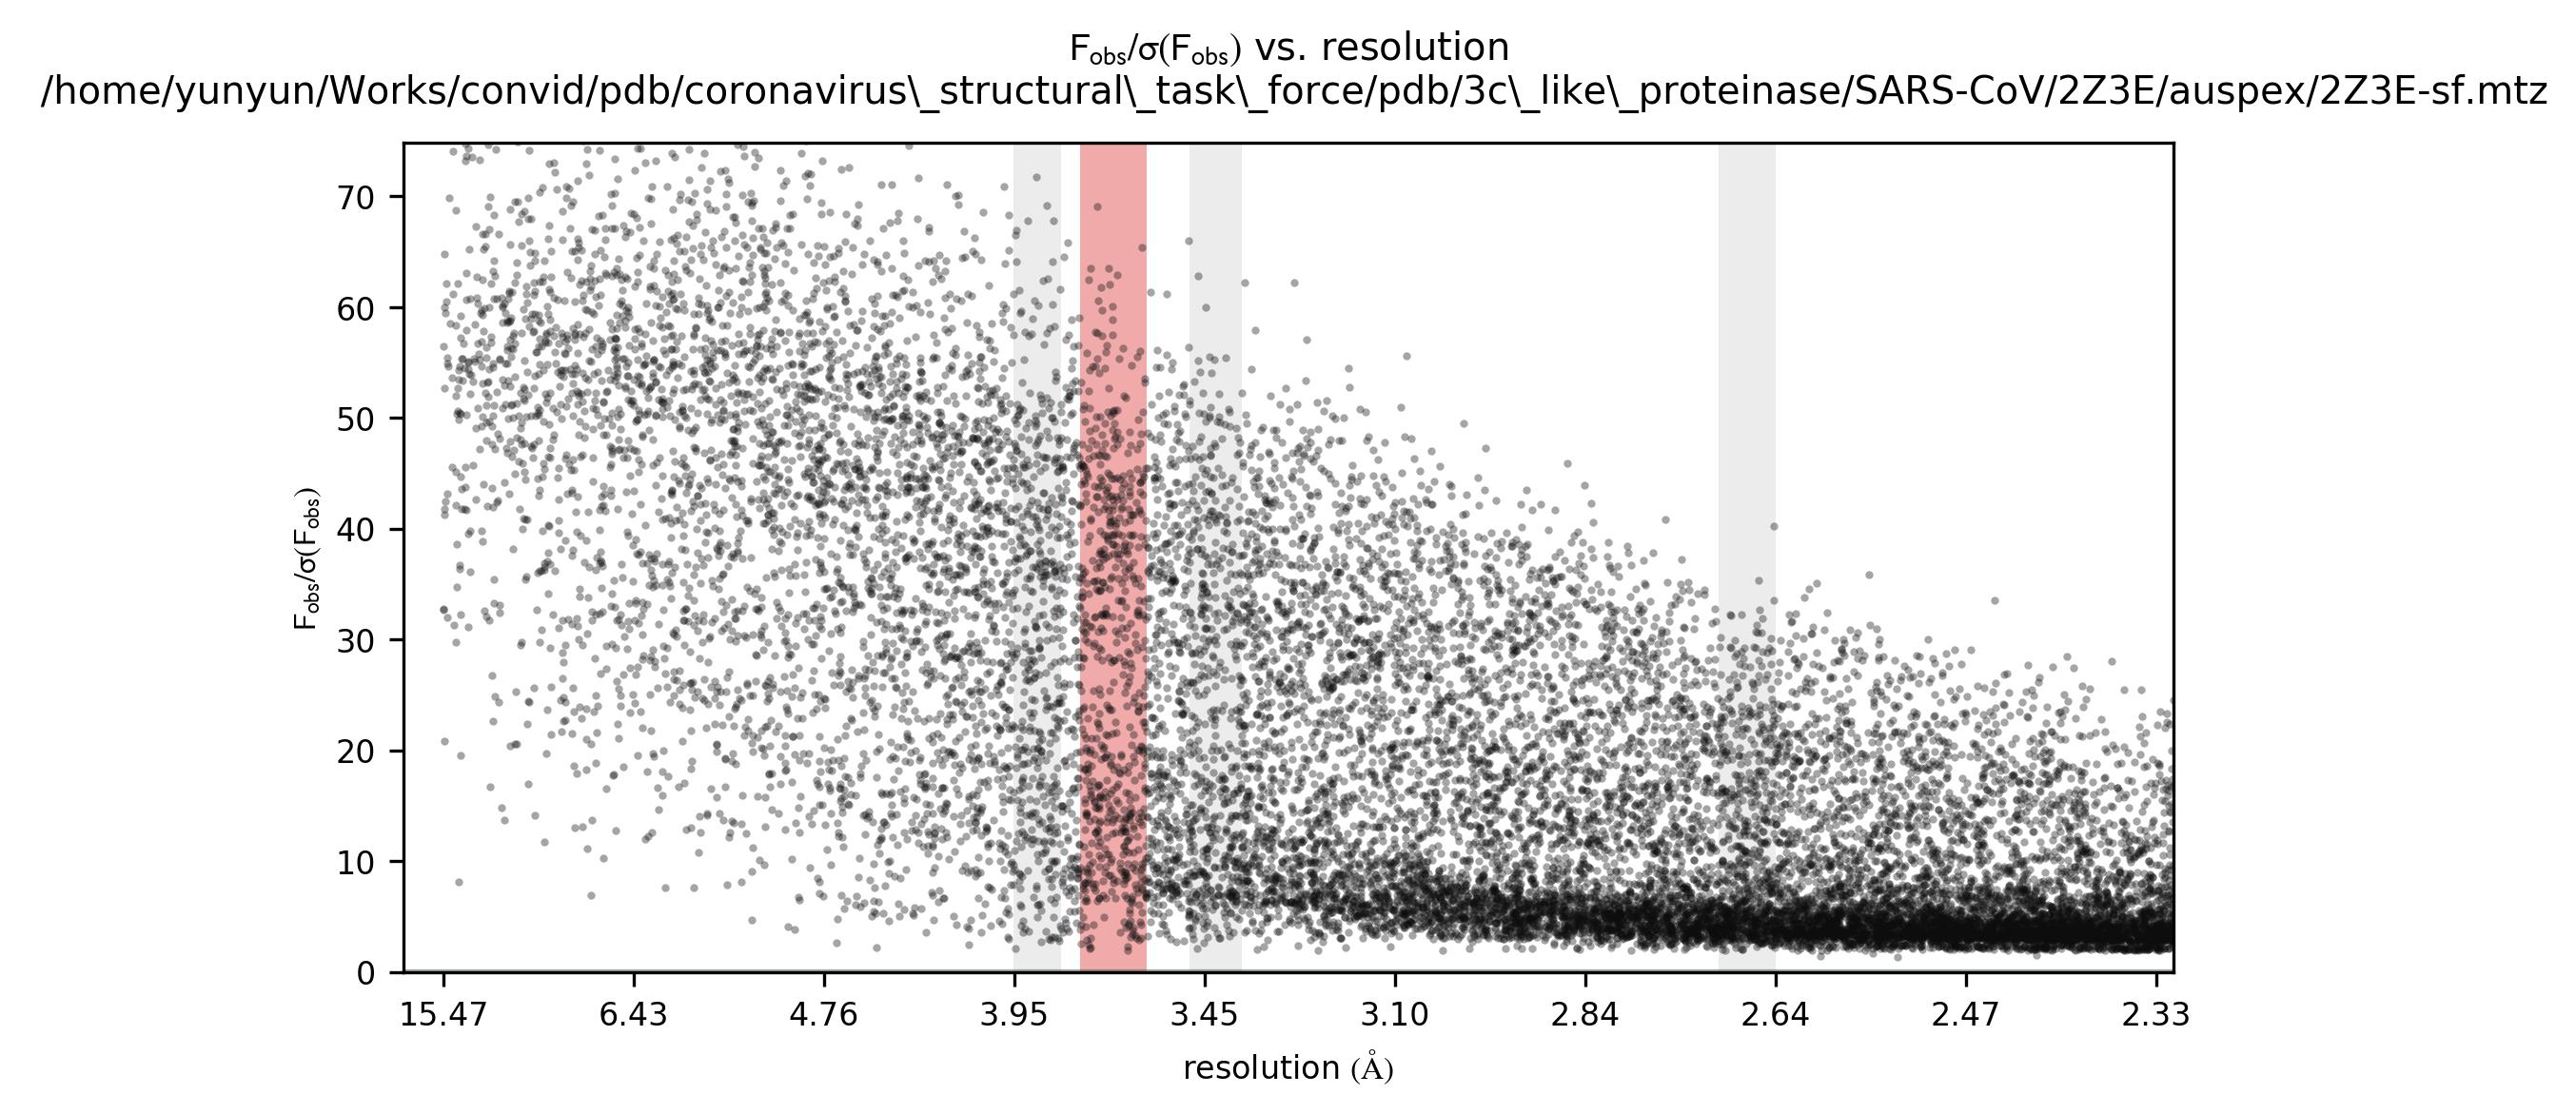 Fobs/σ(Fobs) vs. resolution
/home/yunyun/Works/convid/pdb/coronavirus\_structural\_task\_force/pdb/3c\_like\_proteinase/SARS-CoV/2Z3E/auspex/2Z3E-sf.mtz
Fobs/σ(Fobs)
70
60
50
40
30
20
10
0
15.47 6.43 4.76 3.95 3.45 3.10 2.84 2.64 2.47 2.33
resolution (Å)